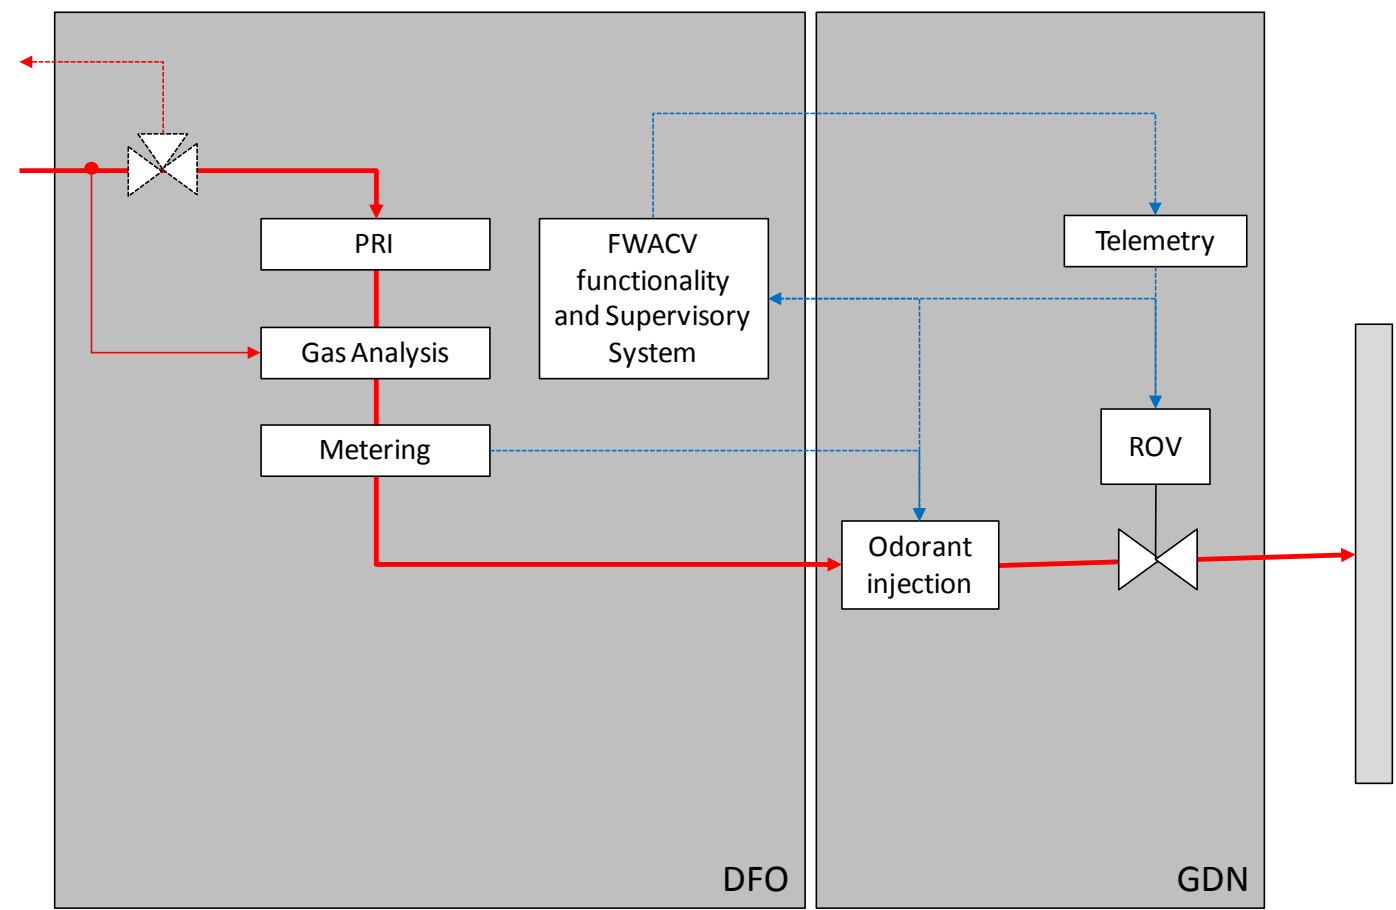 PRI
FWACV
functionality
and Supervisory
System
Telemetry
Gas Analysis
Metering
ROV
Odorant
injection
DFO
GDN